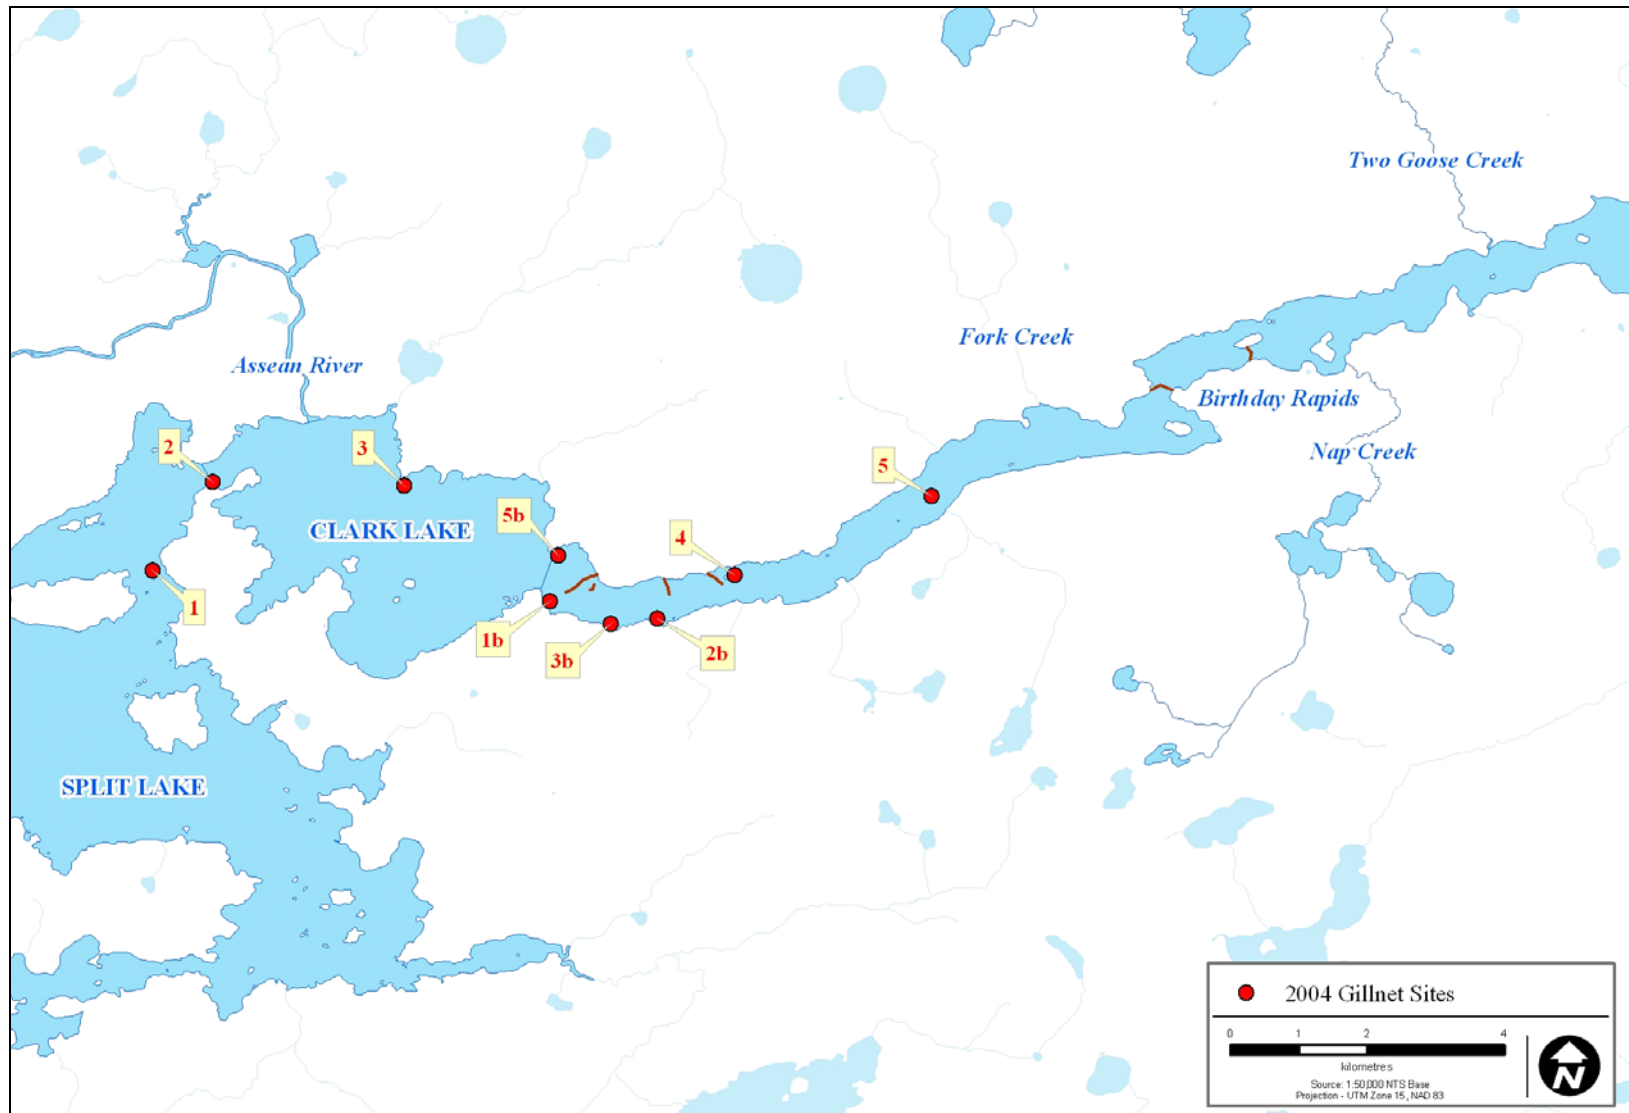 Two Goose Creek
Fork Creek
Assean River
Birthday Rapids
Nap Creek
2
3
5
5b
CLARK LAKE
4
1
1b
3b
2b
SPLIT LAKE
2004 Gillnet Sites
0 1 2 4
kilometres
Source: 1:50,000 NTS Base
Projection - UTM Zone 15, NAD 83
N